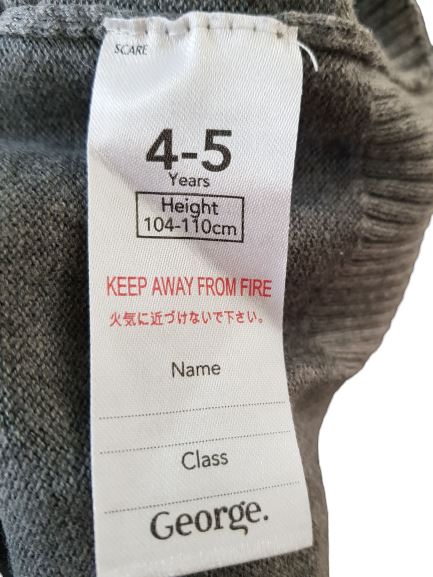 SCARE
4-5
Years
Height
104-110cm
KEEP AWAY FROM FIRE
火気に近づけないで下さい。
Name
Class
George.